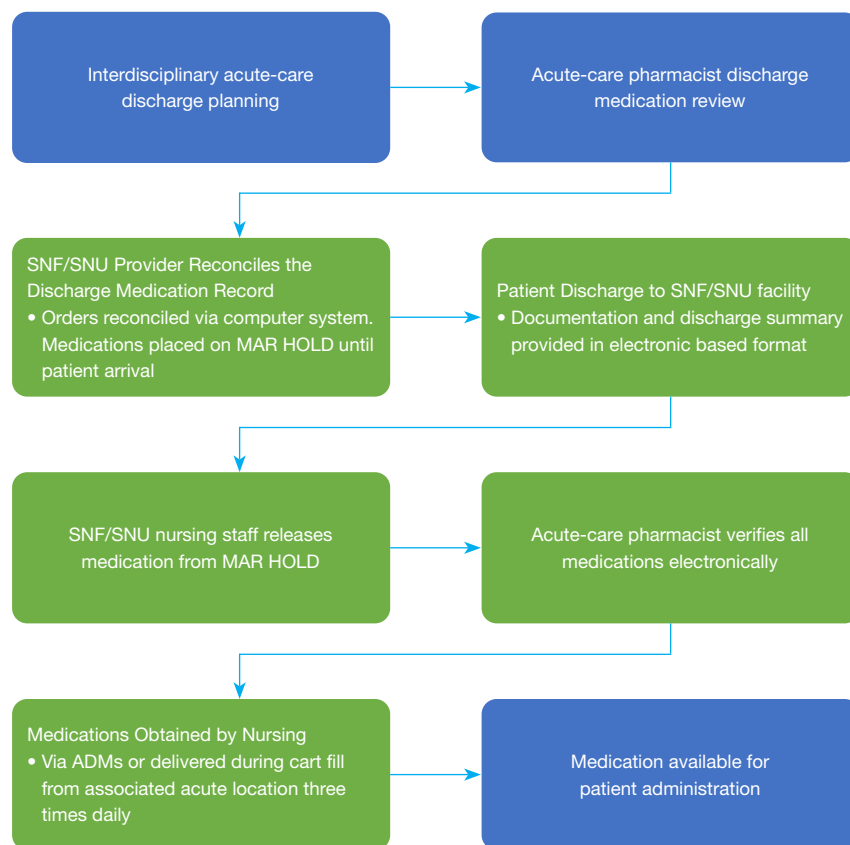 Interdisciplinary acute-care
discharge planning
Acute-care pharmacist discharge
medication review
SNF/SNU Provider Reconciles the
Discharge Medication Record
• Orders reconciled via computer system.
Medications placed on MAR HOLD until
patient arrival
Patient Discharge to SNF/SNU facility
• Documentation and discharge summary
provided in electronic based format
SNF/SNU nursing staff releases
medication from MAR HOLD
Acute-care pharmacist verifies all
medications electronically
Medications Obtained by Nursing
• Via ADMs or delivered during cart fill
from associated acute location three
times daily
Medication available for
patient administration